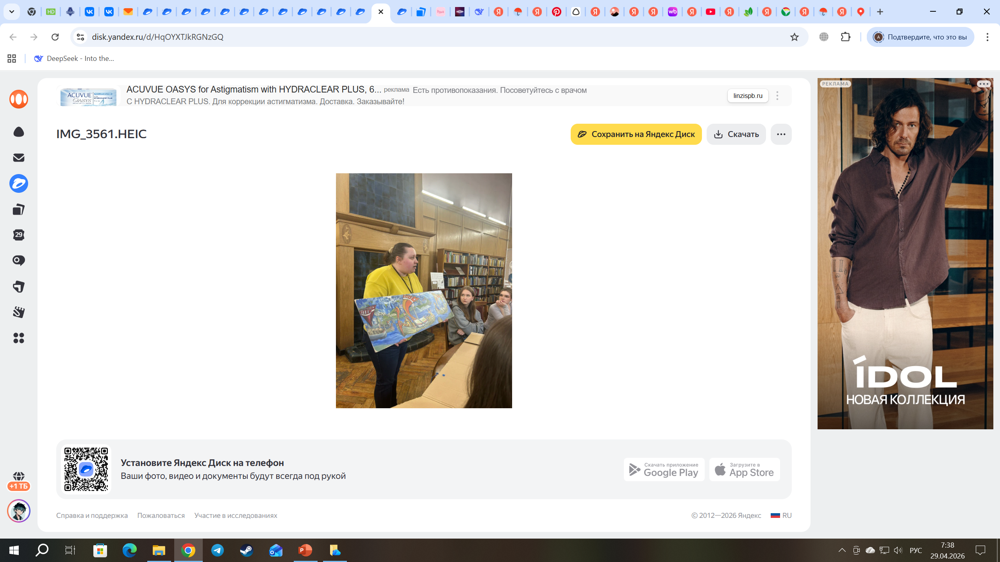 disk.yandex.ru/d/HqOYXTJkRGNzGQ
Подтвердите, что это вы
DeepSeek - Into the...
ACUVUE OASYS for Astigmatism with HYDRACLEAR PLUS, 6... реклама Есть противопоказания. Посоветуйтесь с врачом
С HYDRACLEAR PLUS. Для коррекции астигматизма. Доставка. Заказывайте!
linzispb.ru
ACUVUE
OASYS
РЕКЛАМА
IMG_3561.HEIC
Сохранить на Яндекс Диск
Скачать
29
ÍDOL
НОВАЯ КОЛЛЕКЦИЯ
Установите Яндекс Диск на телефон
Ваши фото, видео и документы будут всегда под рукой
Скачать приложение
Google Play
Загрузите в
App Store
+1 ТБ
Справка и поддержка
Пожаловаться
Участие в исследованиях
© 2012—2026 Яндекс
RU
РУС
7:38
29.04.2026